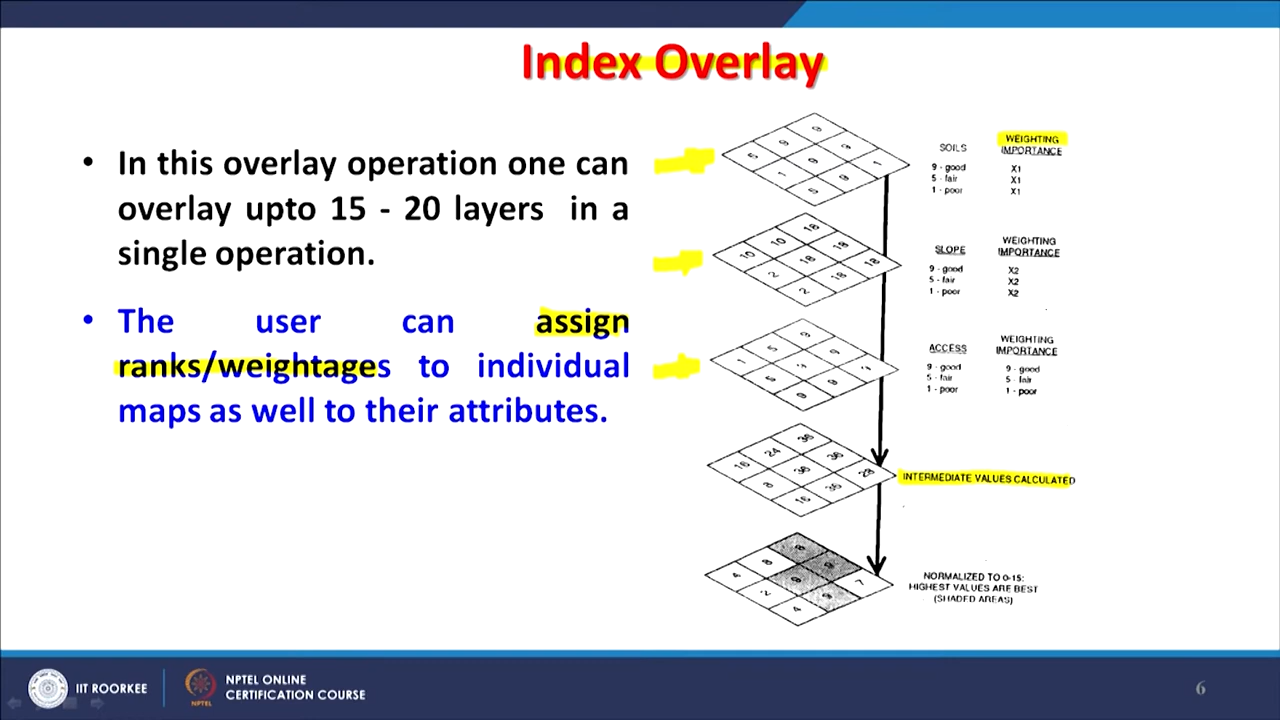 Index Overlay
• In this overlay operation one can
overlay upto 15 - 20 layers in a
single operation.
• The user can assign
ranks/weightages to individual
maps as well to their attributes.
SOILS
9 - good
5 - fair
1 - poor
WEIGHTING
IMPORTANCE
X1
X1
X1
SLOPE
9 - good
5 - fair
1 - poor
WEIGHTING
IMPORTANCE
X2
X2
X2
ACCESS
9 - good
5 - fair
1 - poor
WEIGHTING
IMPORTANCE
9 - good
5 - fair
1 - poor
INTERMEDIATE VALUES CALCULATED
NORMALIZED TO 0-15:
HIGHEST VALUES ARE BEST
(SHADED AREAS)
IIT ROORKEE
NPTEL
NPTEL ONLINE
CERTIFICATION COURSE
6